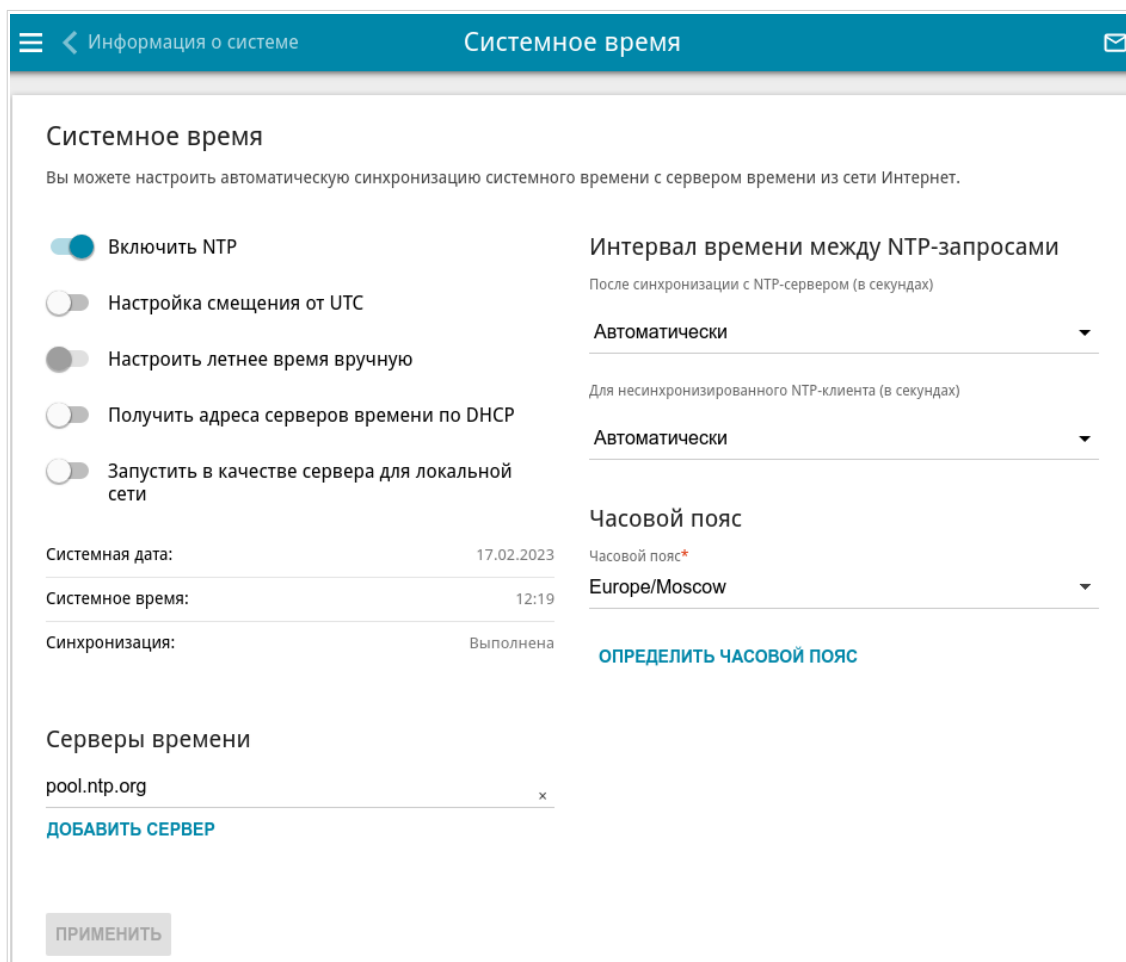 Информация о системе
Системное время
Системное время
Вы можете настроить автоматическую синхронизацию системного времени с сервером времени из сети Интернет.
Включить NTP
Настройка смещения от UTC
Настроить летнее время вручную
Получить адреса серверов времени по DHCP
Запустить в качестве сервера для локальной
сети
Системная дата: 17.02.2023
Системное время: 12:19
Синхронизация: Выполнена
Серверы времени
pool.ntp.org ×
ДОБАВИТЬ СЕРВЕР
ПРИМЕНИТЬ
Интервал времени между NTP-запросами
После синхронизации с NTP-сервером (в секундах)
Автоматически
Для несинхронизированного NTP-клиента (в секундах)
Автоматически
Часовой пояс
Часовой пояс*
Europe/Moscow
ОПРЕДЕЛИТЬ ЧАСОВОЙ ПОЯС